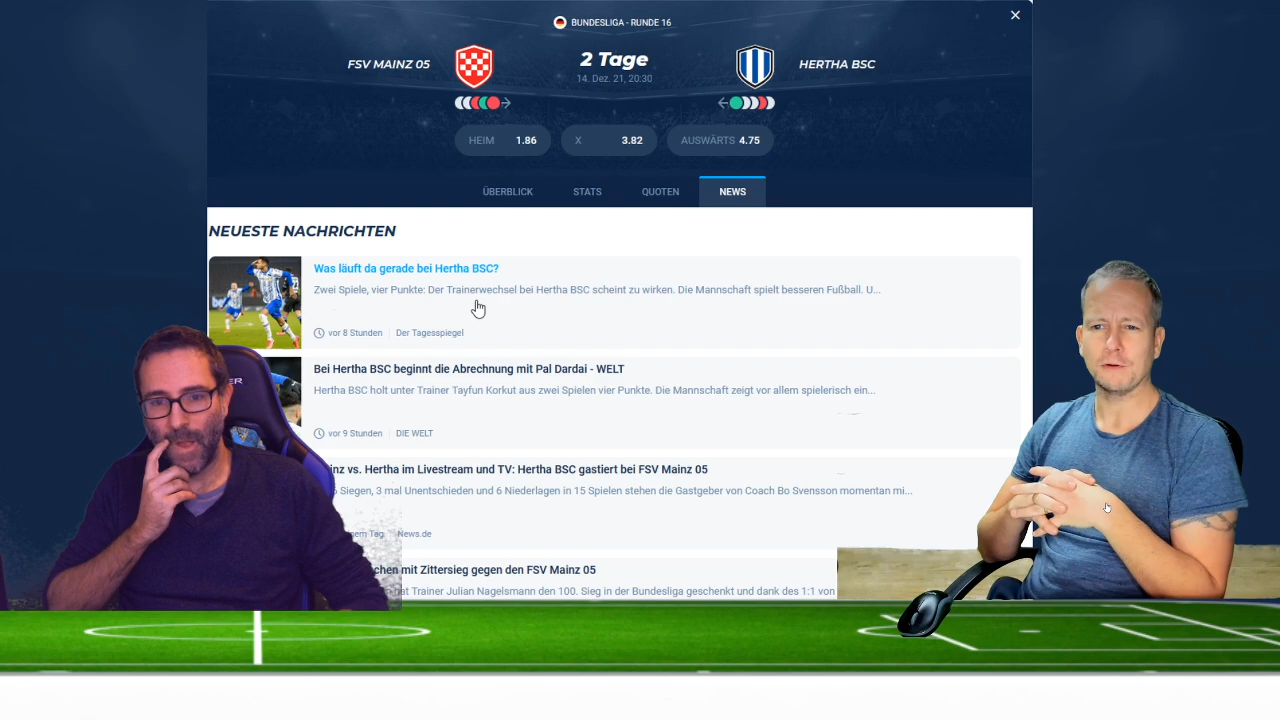 BUNDESLIGA - RUNDE 16
FSV MAINZ 05
2 Tage
HERTHA BSC
14. Dez. 21, 20:30
HEIM 1.86
X 3.82
AUSWÄRTS 4.75
ÜBERBLICK STATS QUOTEN NEWS
NEUESTE NACHRICHTEN
Was läuft da gerade bei Hertha BSC?
Zwei Spiele, vier Punkte: Der Trainerwechsel bei Hertha BSC scheint zu wirken. Die Mannschaft spielt besseren Fußball. U...
vor 8 Stunden Der Tagesspiegel
Bei Hertha BSC beginnt die Abrechnung mit Pal Dardai - WELT
Hertha BSC holt unter Trainer Tayfun Korkut aus zwei Spielen vier Punkte. Die Mannschaft zeigt vor allem spielerisch ein...
vor 9 Stunden DIE WELT
inz vs. Hertha im Livestream und TV: Hertha BSC gastiert bei FSV Mainz 05
Siegen, 3 mal Unentschieden und 6 Niederlagen in 15 Spielen stehen die Gastgeber von Coach Bo Svensson momentan mi...
nem Tag News.de
chen mit Zittersieg gegen den FSV Mainz 05
hat Trainer Julian Nagelsmann den 100. Sieg in der Bundesliga geschenkt und dank des 1:1 von